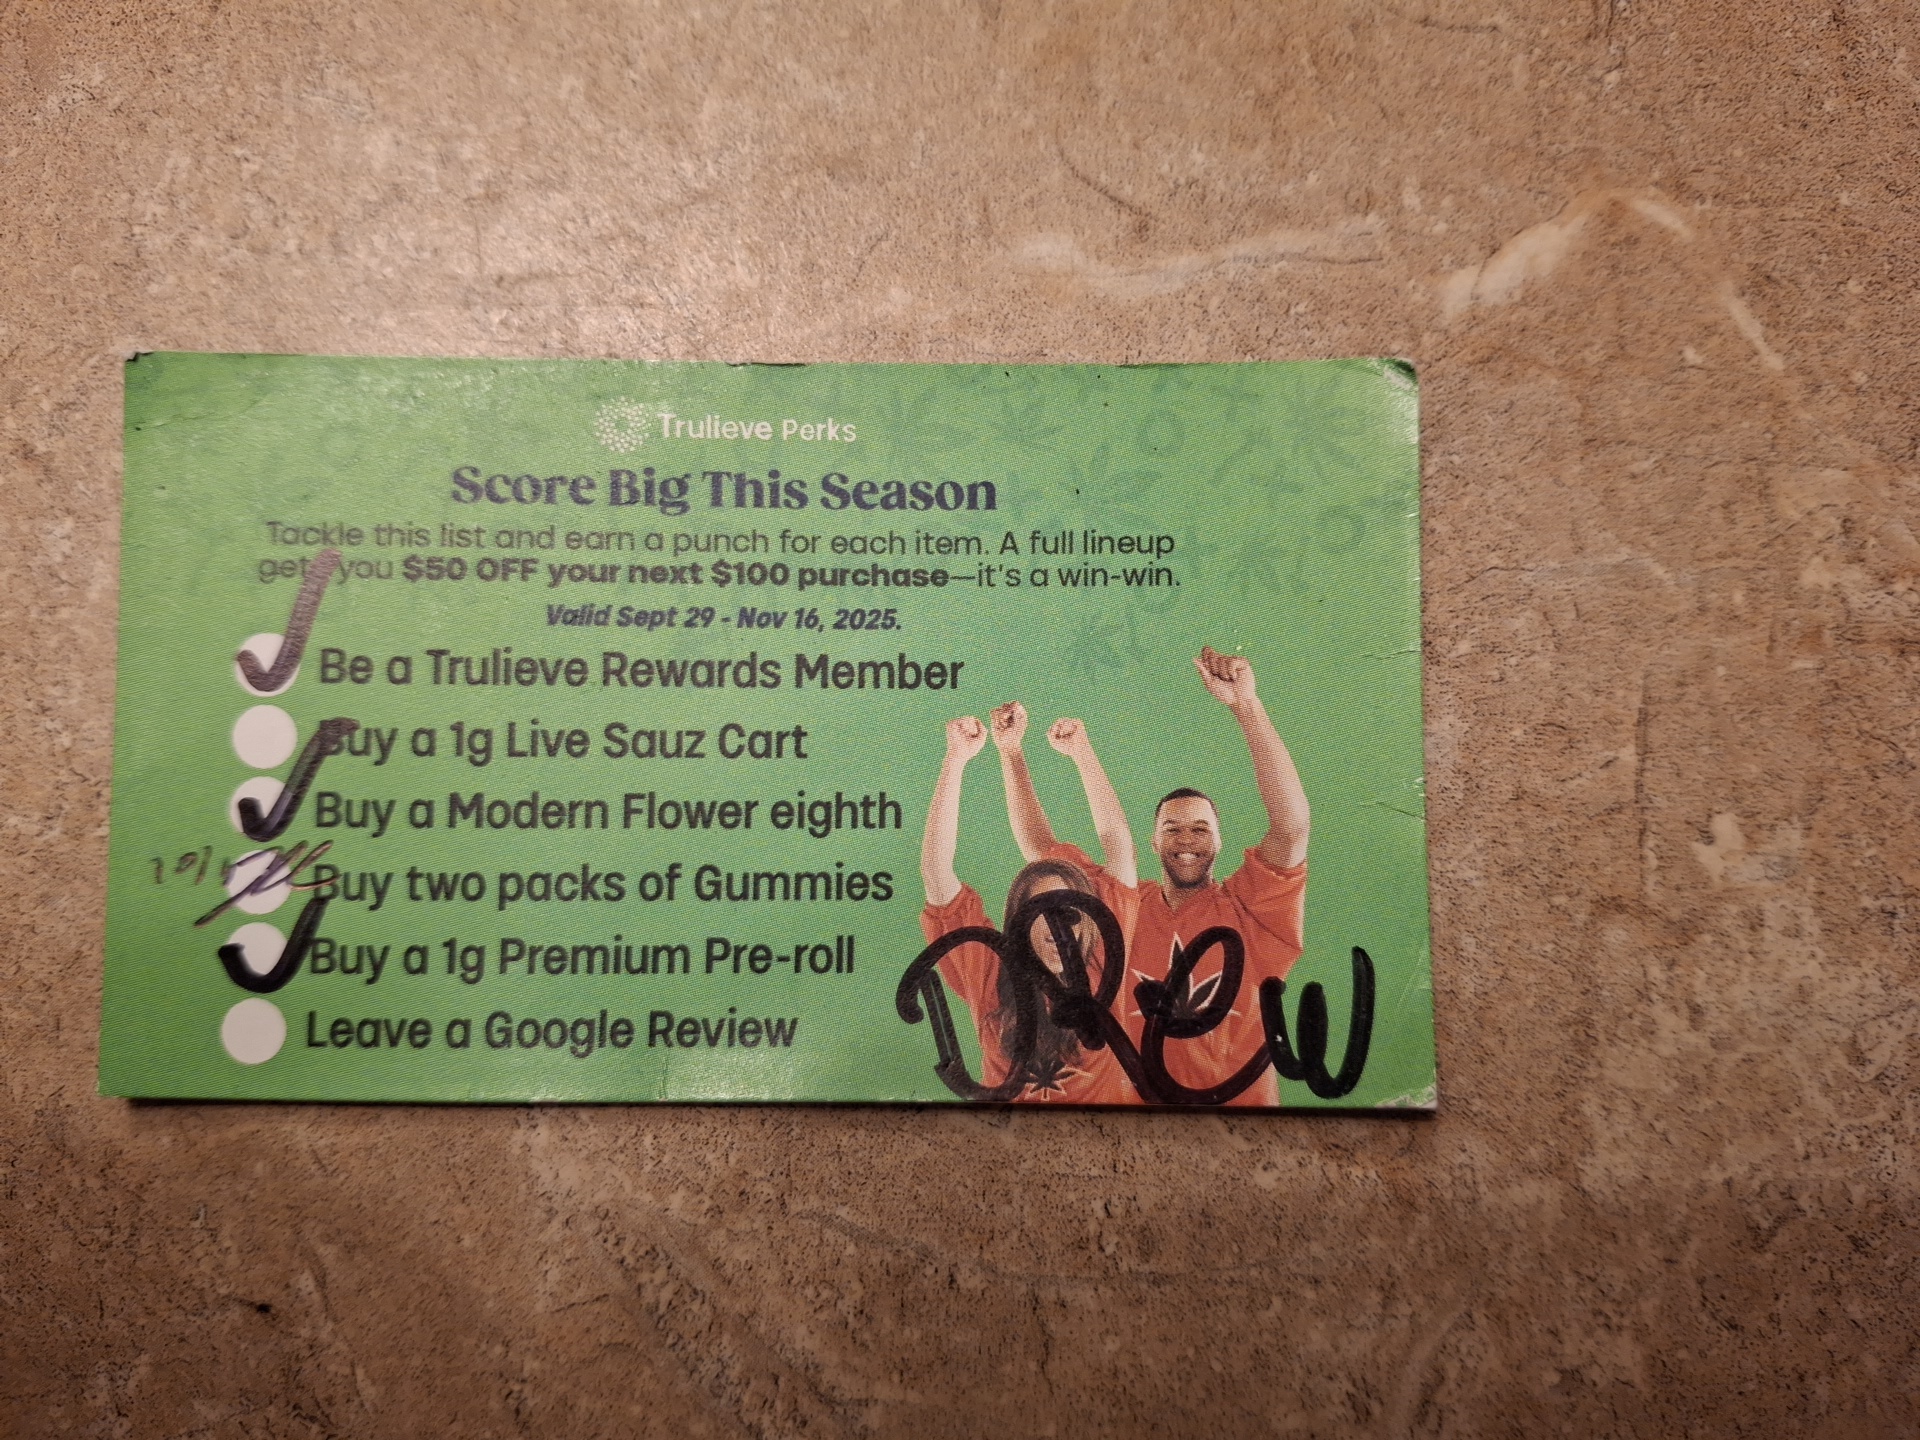 Trulieve Perks
Score Big This Season
Tackle this list and earn a punch for each item. A full lineup
gets you $50 OFF your next $100 purchase—it's a win-win.
Valid Sept 29 - Nov 16, 2025.
Be a Trulieve Rewards Member
Buy a 1g Live Sauz Cart
Buy a Modern Flower eighth
Buy two packs of Gummies
Buy a 1g Premium Pre-roll
Leave a Google Review
DRew